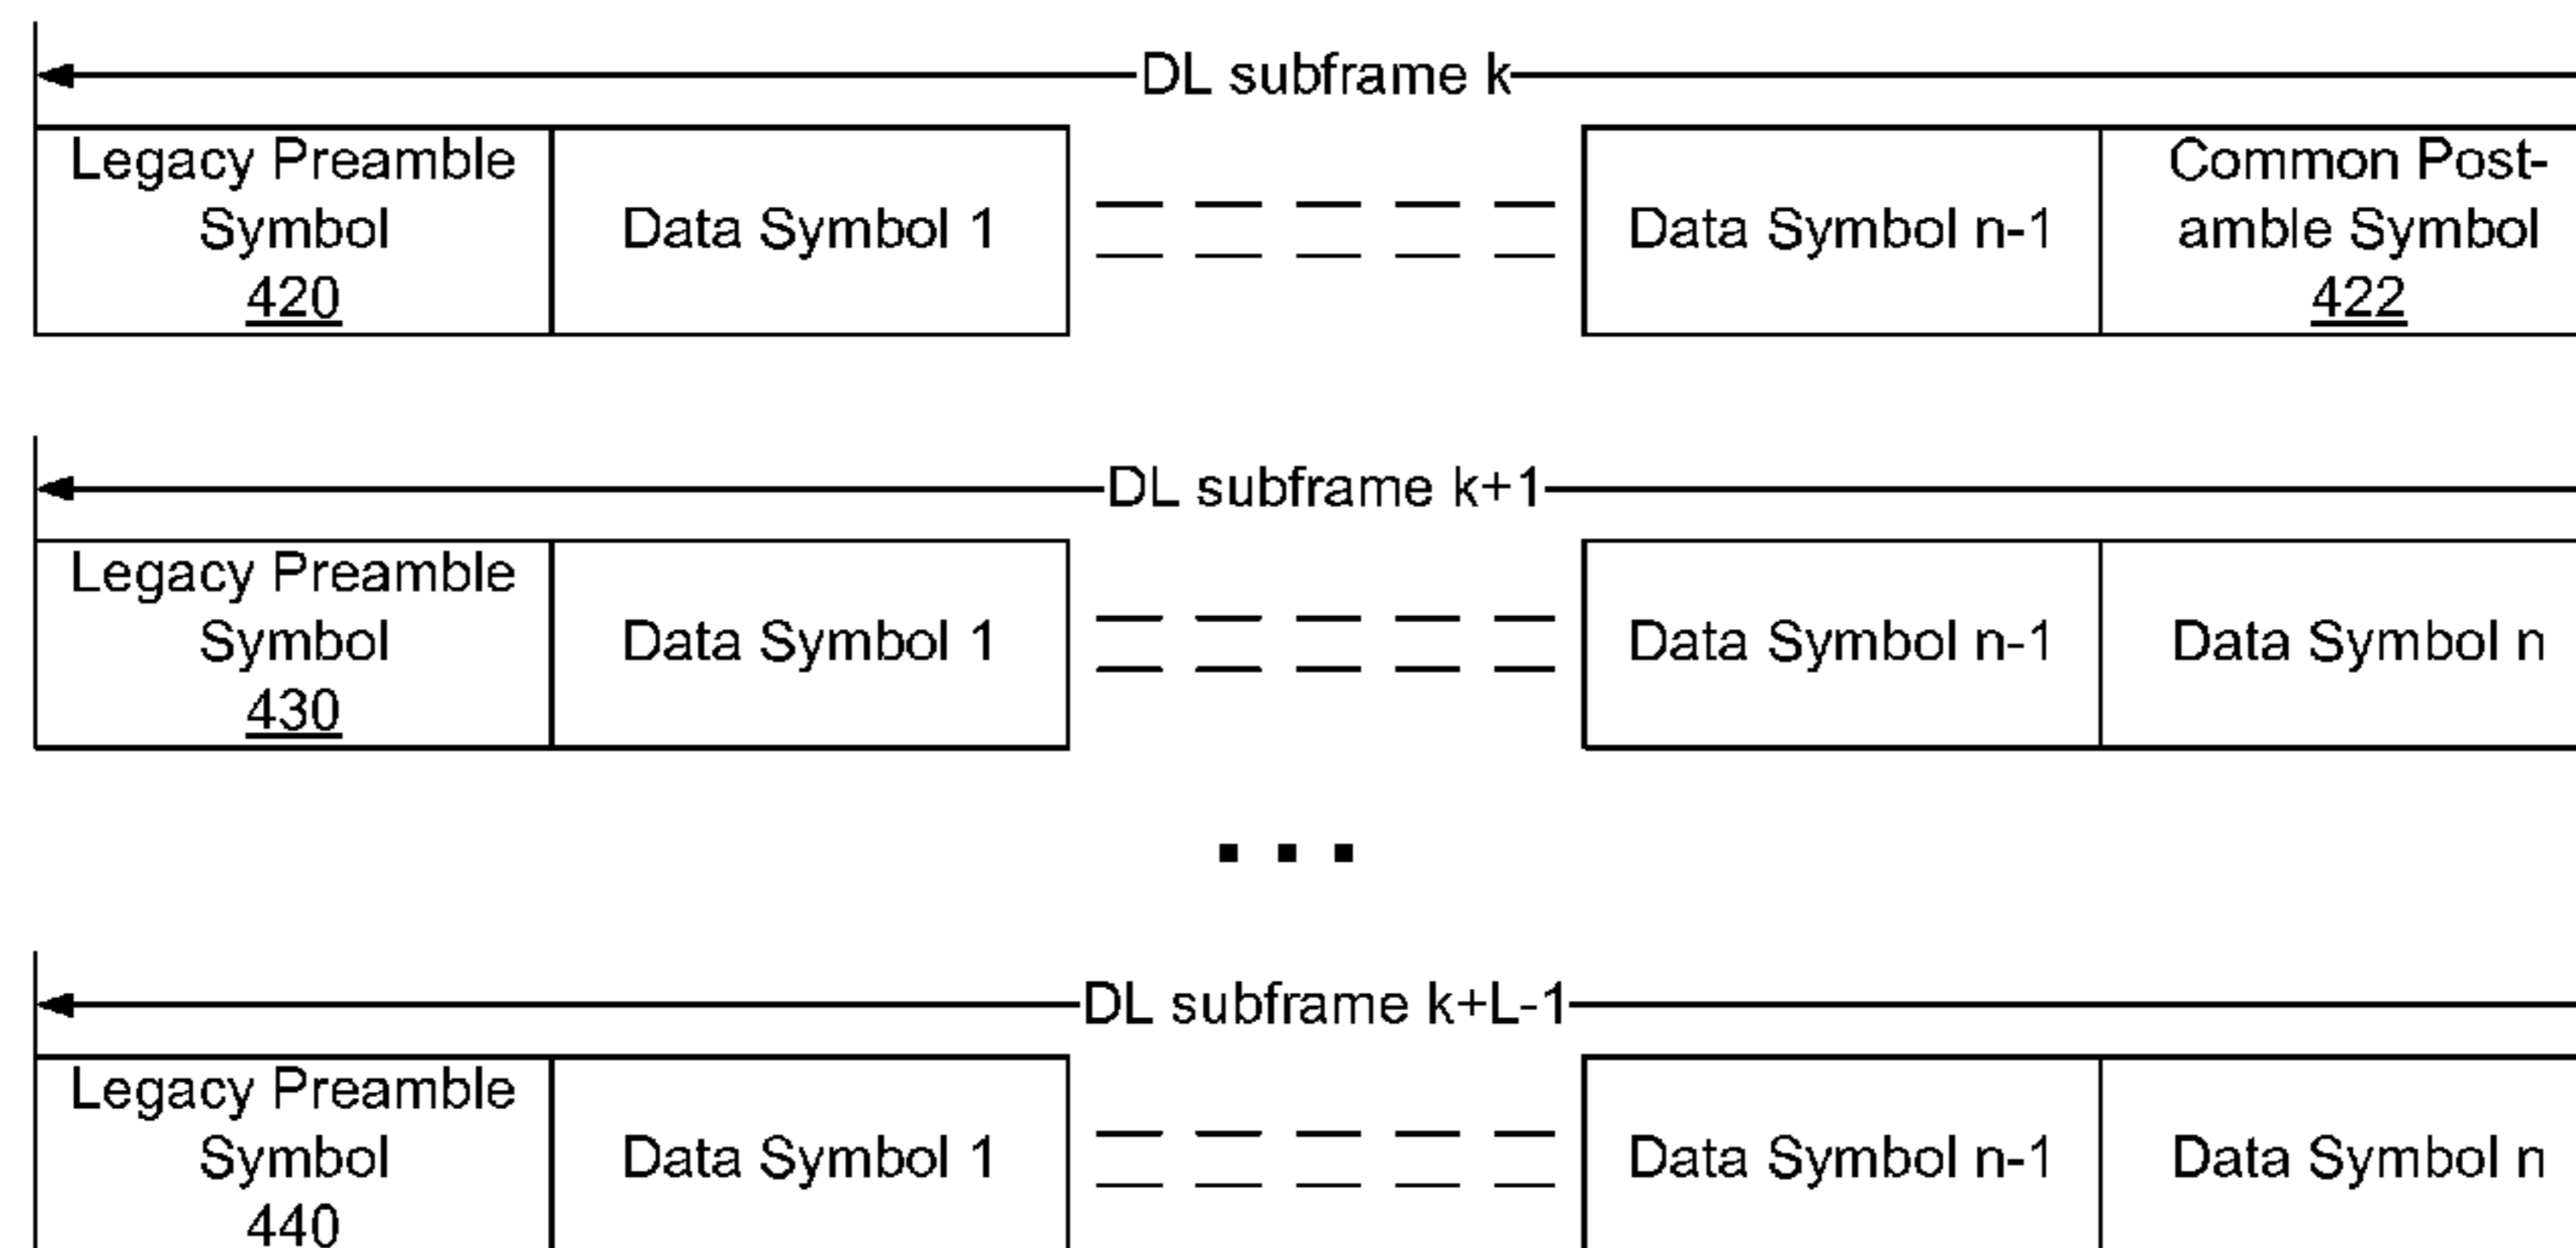 DL subframe k
Legacy Preamble
Symbol
420
Data Symbol 1
Data Symbol n-1
Common Post-
amble Symbol
422
DL subframe k+1
Legacy Preamble
Symbol
430
Data Symbol 1
Data Symbol n-1
Data Symbol n
...
DL subframe k+L-1
Legacy Preamble
Symbol
440
Data Symbol 1
Data Symbol n-1
Data Symbol n